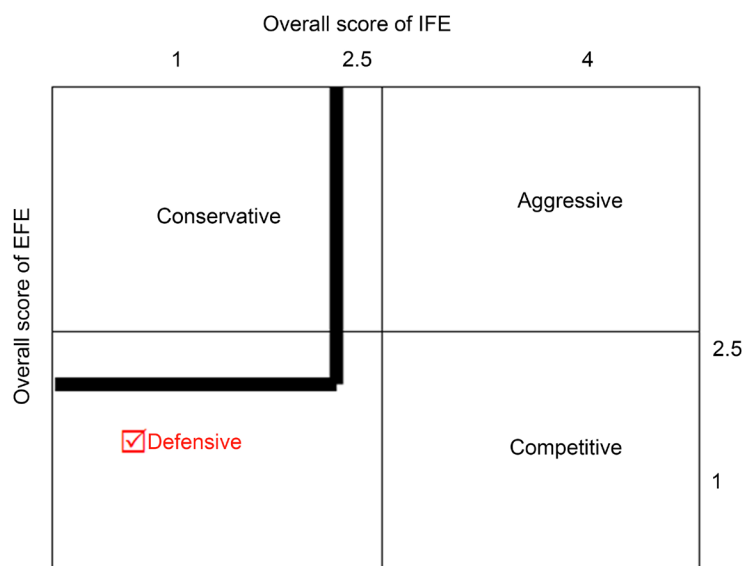 Overall score of IFE
1 2.5 4
Overall score of EFE
Conservative
Aggressive
2.5
Defensive
Competitive
1